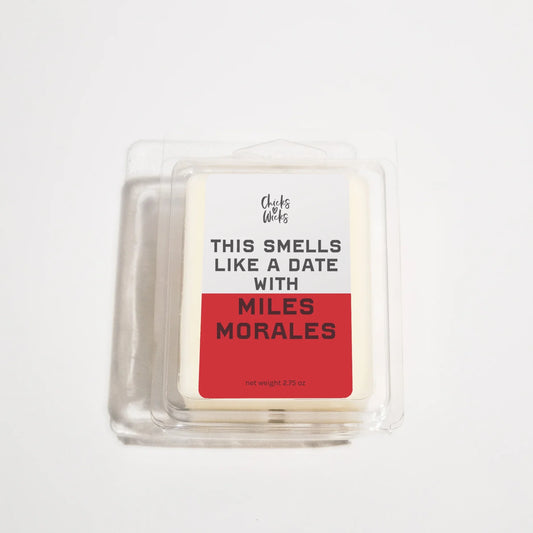 Chicks
Wicks
THIS SMELLS
LIKE A DATE
WITH
MILES
MORALES
net weight 2.75 oz